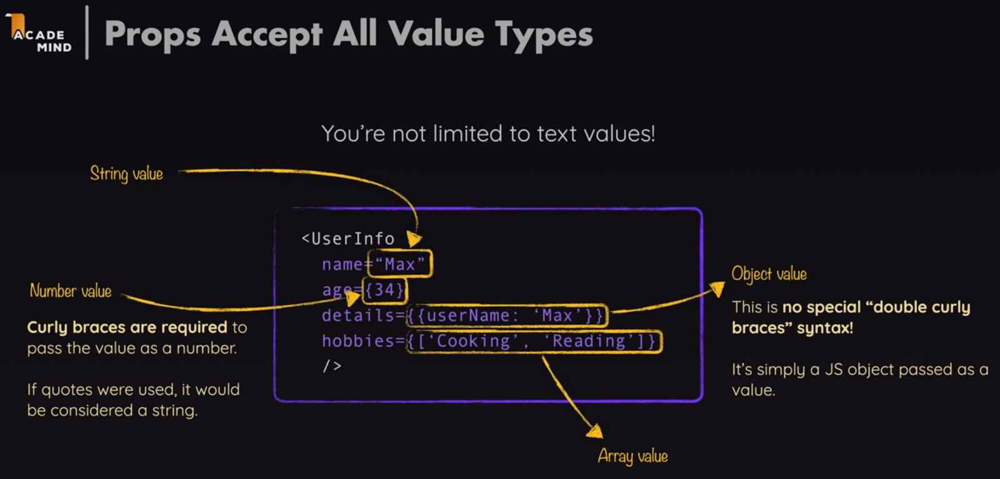 ACADE
MIND
Props Accept All Value Types
You’re not limited to text values!
String value
<UserInfo
name=“Max”
age={34}
details={{userName: ‘Max’}}
hobbies={[‘Cooking’, ‘Reading’]}
/>
Number value
Curly braces are required to
pass the value as a number.
If quotes were used, it would
be considered a string.
Object value
This is no special “double curly
braces” syntax!
It’s simply a JS object passed as a
value.
Array value